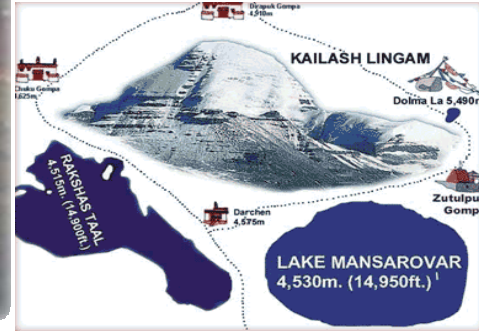 Dirapuk Gompa
4,910m
KAILASH LINGAM
Chuku Gompa
4,625m
Dolma La 5,490m
RAKSHAS TAAL
4,515m. (14,900ft.)
Zutulpu
Gomp
Darchen
4,575m
LAKE MANSAROVAR
4,530m. (14,950ft.)